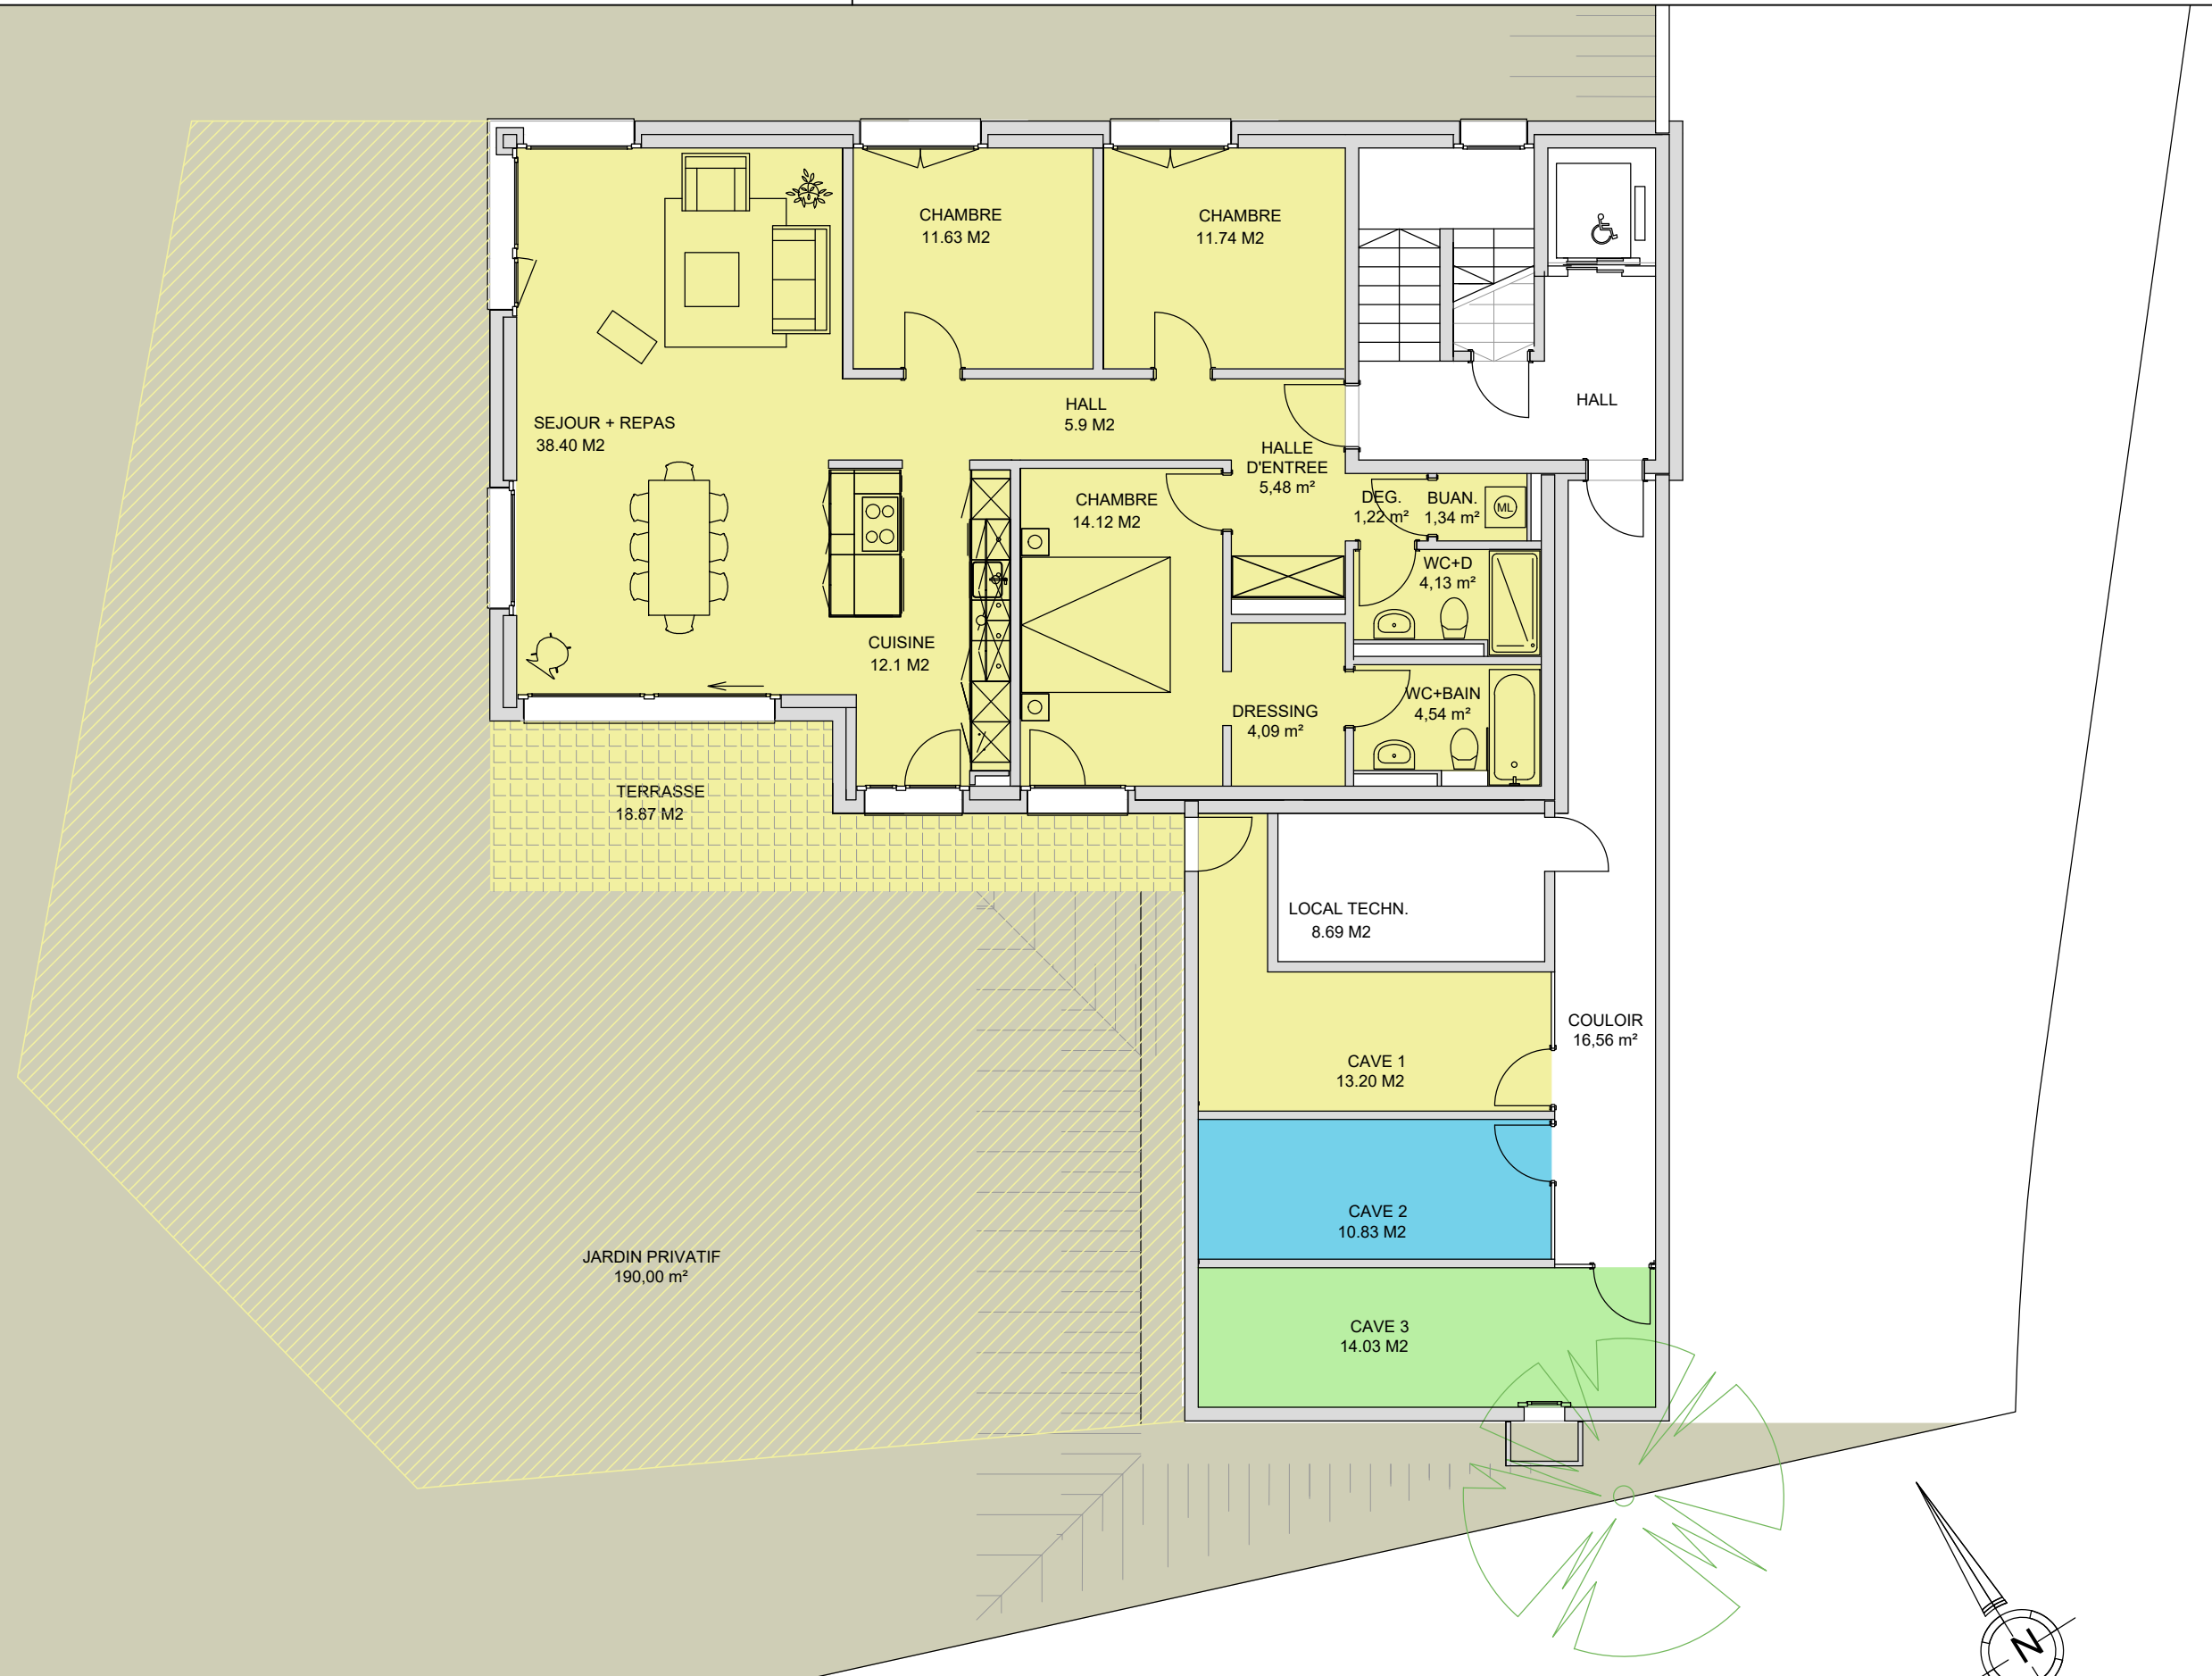 CHAMBRE
11.63 M2
CHAMBRE
11.74 M2
SEJOUR + REPAS
38.40 M2
HALL
5.9 M2
HALL
HALLE
D'ENTREE
5,48 m²
CHAMBRE
14.12 M2
DEG.
1,22 m²
BUAN.
1,34 m²
ML
WC+D
4,13 m²
CUISINE
12.1 M2
DRESSING
4,09 m²
WC+BAIN
4,54 m²
TERRASSE
18.87 M2
LOCAL TECHN.
8.69 M2
COULOIR
16,56 m²
CAVE 1
13.20 M2
CAVE 2
10.83 M2
JARDIN PRIVATIF
190,00 m²
CAVE 3
14.03 M2
N